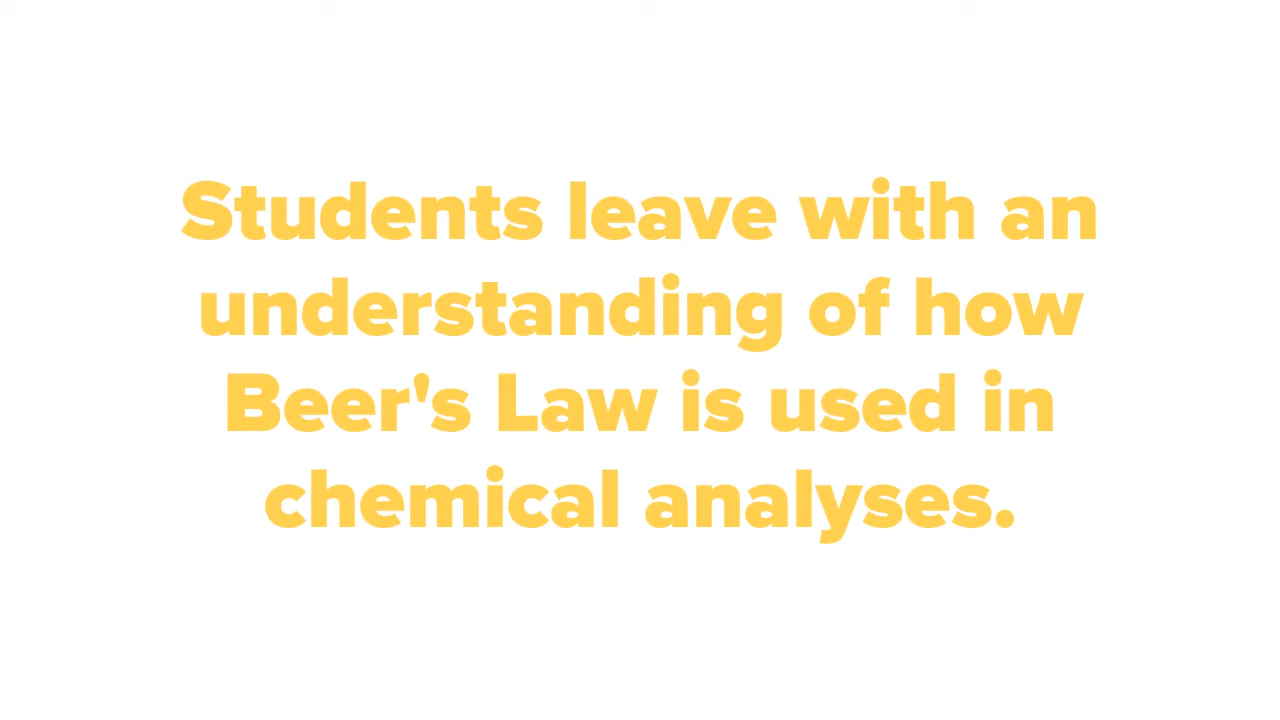 Students leave with an
understanding of how
Beer's Law is used in
chemical analyses.